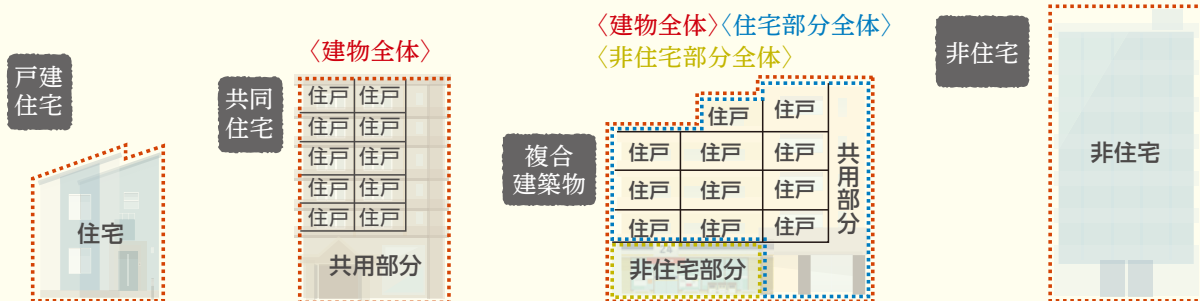 戸建
住宅
住宅
〈建物全体〉
共同
住宅
住戸 住戸
住戸 住戸
住戸 住戸
住戸 住戸
住戸 住戸
共用部分
〈建物全体〉〈住宅部分全体〉
〈非住宅部分全体〉
複合
建築物
住戸 住戸
住戸 住戸 住戸
住戸 住戸 住戸
住戸 住戸 住戸
共用部分
非住宅部分
非住宅
非住宅